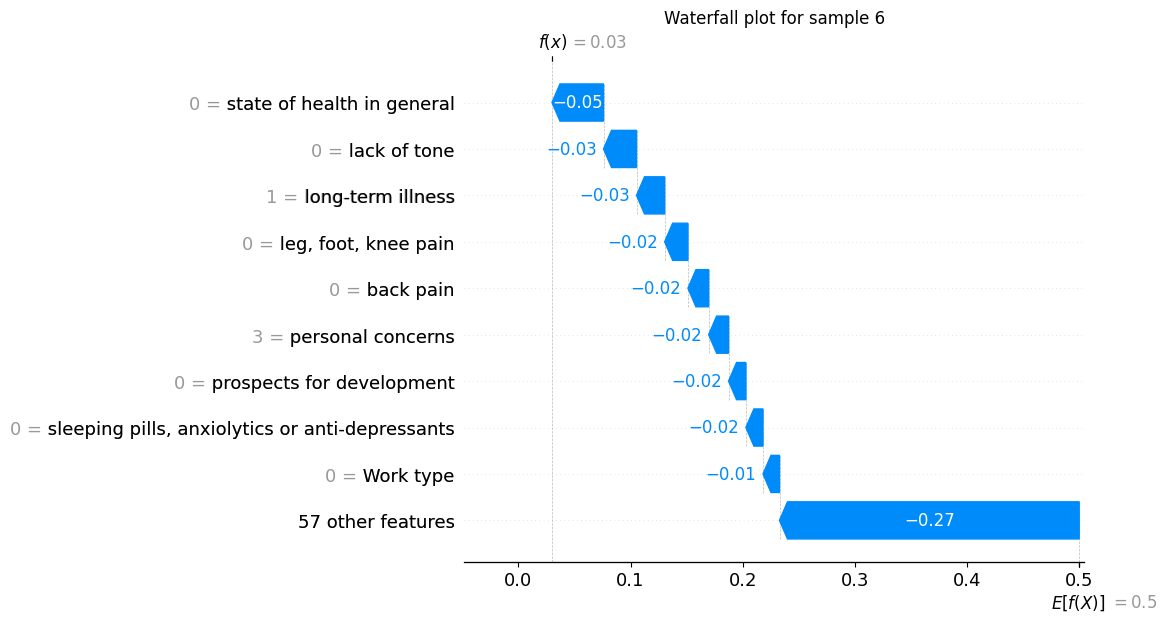 Waterfall plot for sample 6
f(x) = 0.03
0 = state of health in general
−0.05
0 = lack of tone
−0.03
1 = long-term illness
−0.03
0 = leg, foot, knee pain
−0.02
0 = back pain
−0.02
3 = personal concerns
−0.02
0 = prospects for development
−0.02
0 = sleeping pills, anxiolytics or anti-depressants
−0.02
0 = Work type
−0.01
57 other features
−0.27
0.0 0.1 0.2 0.3 0.4 0.5
E[f(X)] = 0.5